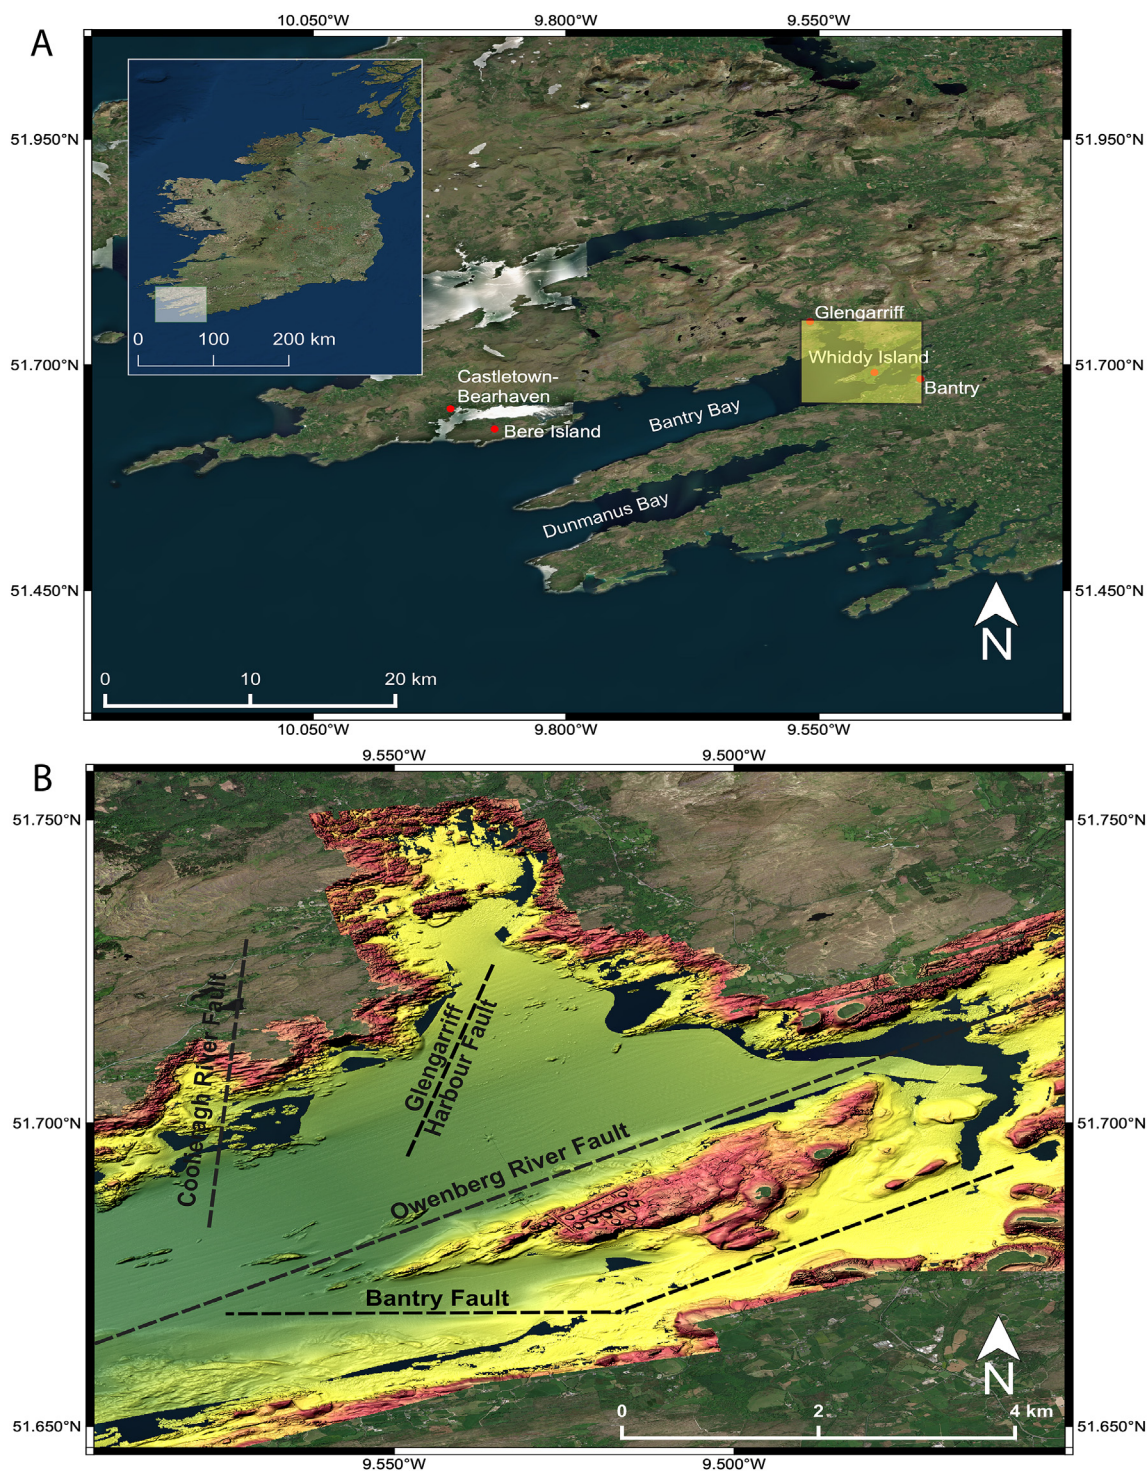 A
10.050°W 9.800°W 9.550°W
51.950°N 51.950°N
0 100 200 km
Glengarriff
51.700°N 51.700°N
Whiddy Island
Bantry
Castletown-
Bearhaven
Bere Island
Bantry Bay
Dunmanus Bay
51.450°N 51.450°N
N
0 10 20 km
10.050°W 9.800°W 9.550°W
B
9.550°W 9.500°W
51.750°N 51.750°N
Coomeagh River Fault
Glengarriff
Harbour Fault
51.700°N 51.700°N
Owenberg River Fault
Bantry Fault
N
0 2 4 km
51.650°N 51.650°N
9.550°W 9.500°W